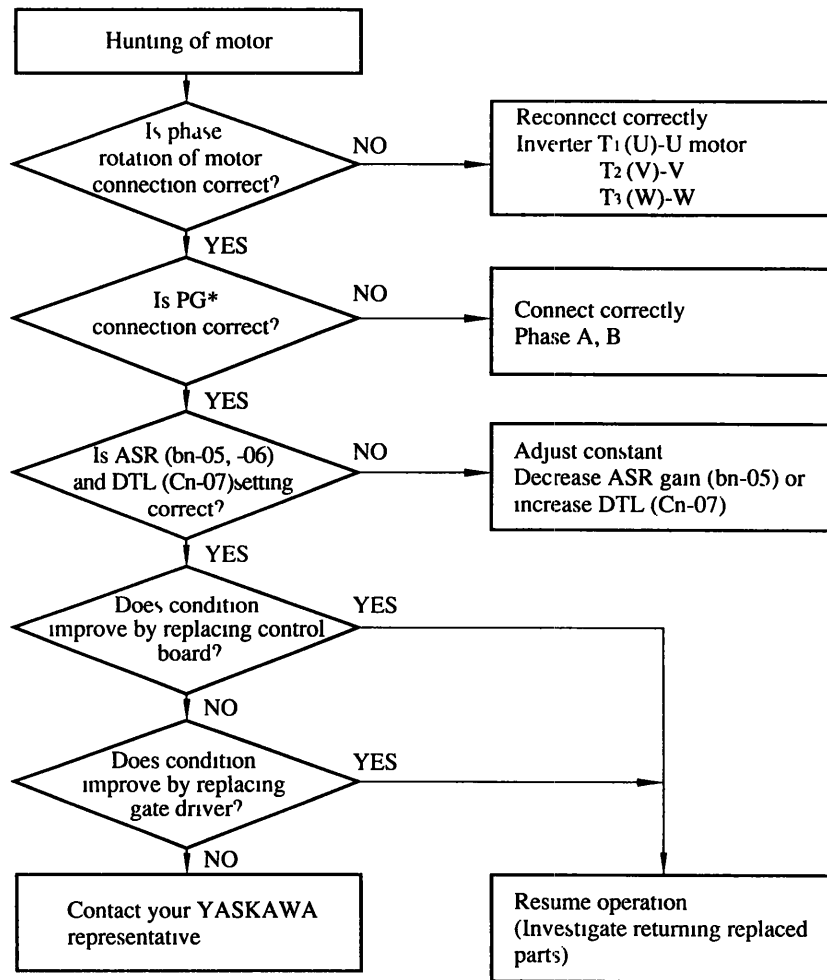 Hunting of motor
Is phase
rotation of motor
connection correct?
NO
Reconnect correctly
Inverter T1 (U)-U motor
T2 (V)-V
T3 (W)-W
YES
Is PG*
connection correct?
NO
Connect correctly
Phase A, B
YES
Is ASR (bn-05, -06)
and DTL (Cn-07)setting
correct?
NO
Adjust constant
Decrease ASR gain (bn-05) or
increase DTL (Cn-07)
YES
Does condition
improve by replacing control
board?
YES
NO
Does condition
improve by replacing
gate driver?
YES
NO
Contact your YASKAWA
representative
Resume operation
(Investigate returning replaced
parts)